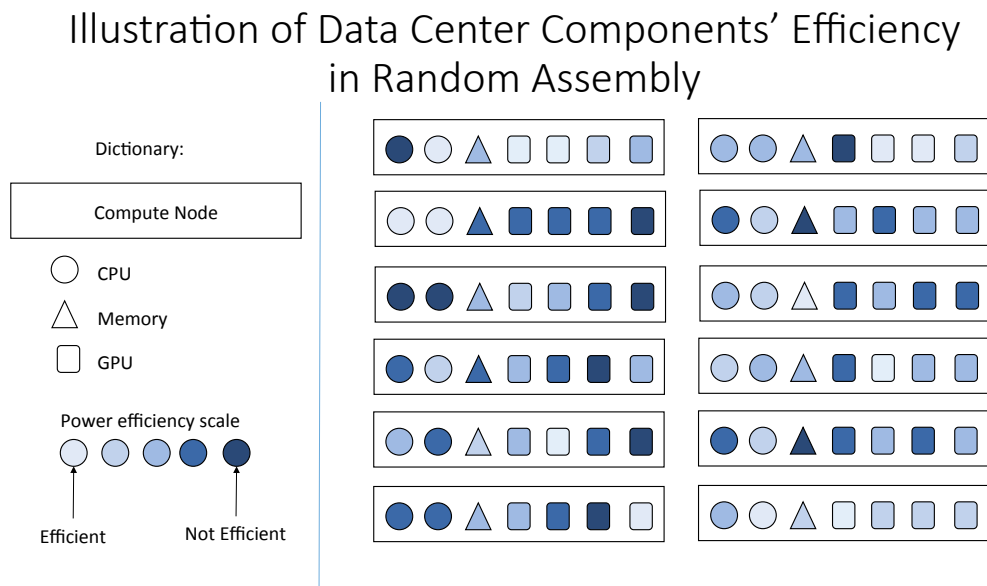 Illustration of Data Center Components’ Efficiency
in Random Assembly
Dictionary:
Compute Node
CPU
Memory
GPU
Power efficiency scale
Efficient
Not Efficient